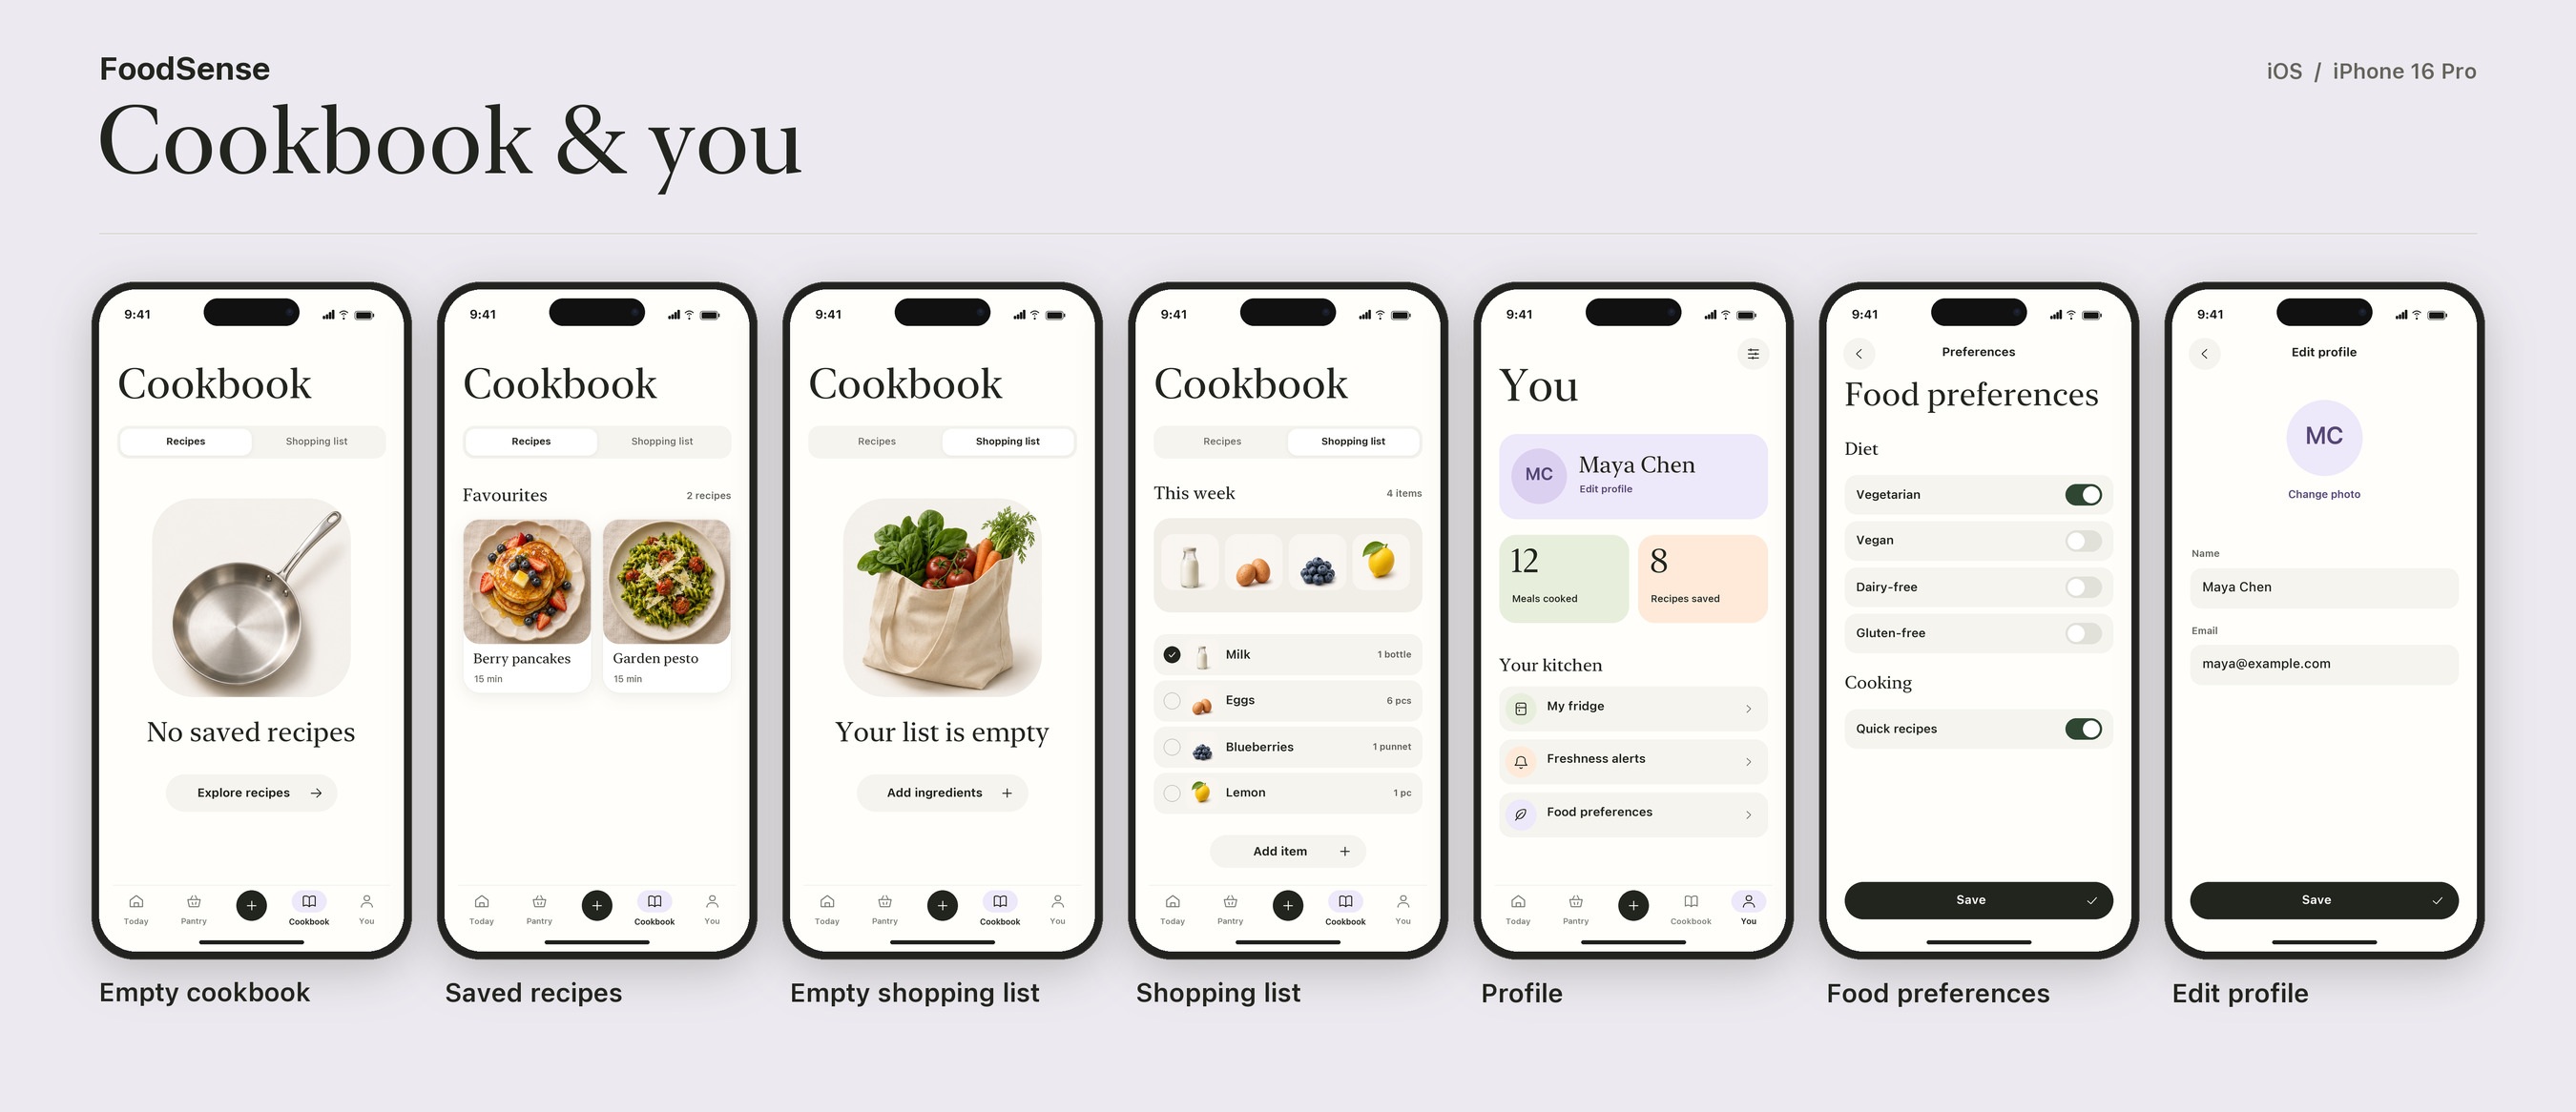 FoodSense
iOS / iPhone 16 Pro
Cookbook & you
9:41
Cookbook
Recipes
Shopping list
No saved recipes
Explore recipes
Today
Pantry
Cookbook
You
Empty cookbook
9:41
Cookbook
Recipes
Shopping list
Favourites
2 recipes
Berry pancakes
15 min
Garden pesto
15 min
Today
Pantry
Cookbook
You
Saved recipes
9:41
Cookbook
Recipes
Shopping list
Your list is empty
Add ingredients
Today
Pantry
Cookbook
You
Empty shopping list
9:41
Cookbook
Recipes
Shopping list
This week
4 items
Milk
1 bottle
Eggs
6 pcs
Blueberries
1 punnet
Lemon
1 pc
Add item
Today
Pantry
Cookbook
You
Shopping list
9:41
You
MC
Maya Chen
Edit profile
12
Meals cooked
8
Recipes saved
Your kitchen
My fridge
Freshness alerts
Food preferences
Today
Pantry
Cookbook
You
Profile
9:41
Preferences
Food preferences
Diet
Vegetarian
Vegan
Dairy-free
Gluten-free
Cooking
Quick recipes
Save
Food preferences
9:41
Edit profile
MC
Change photo
Name
Maya Chen
Email
maya@example.com
Save
Edit profile